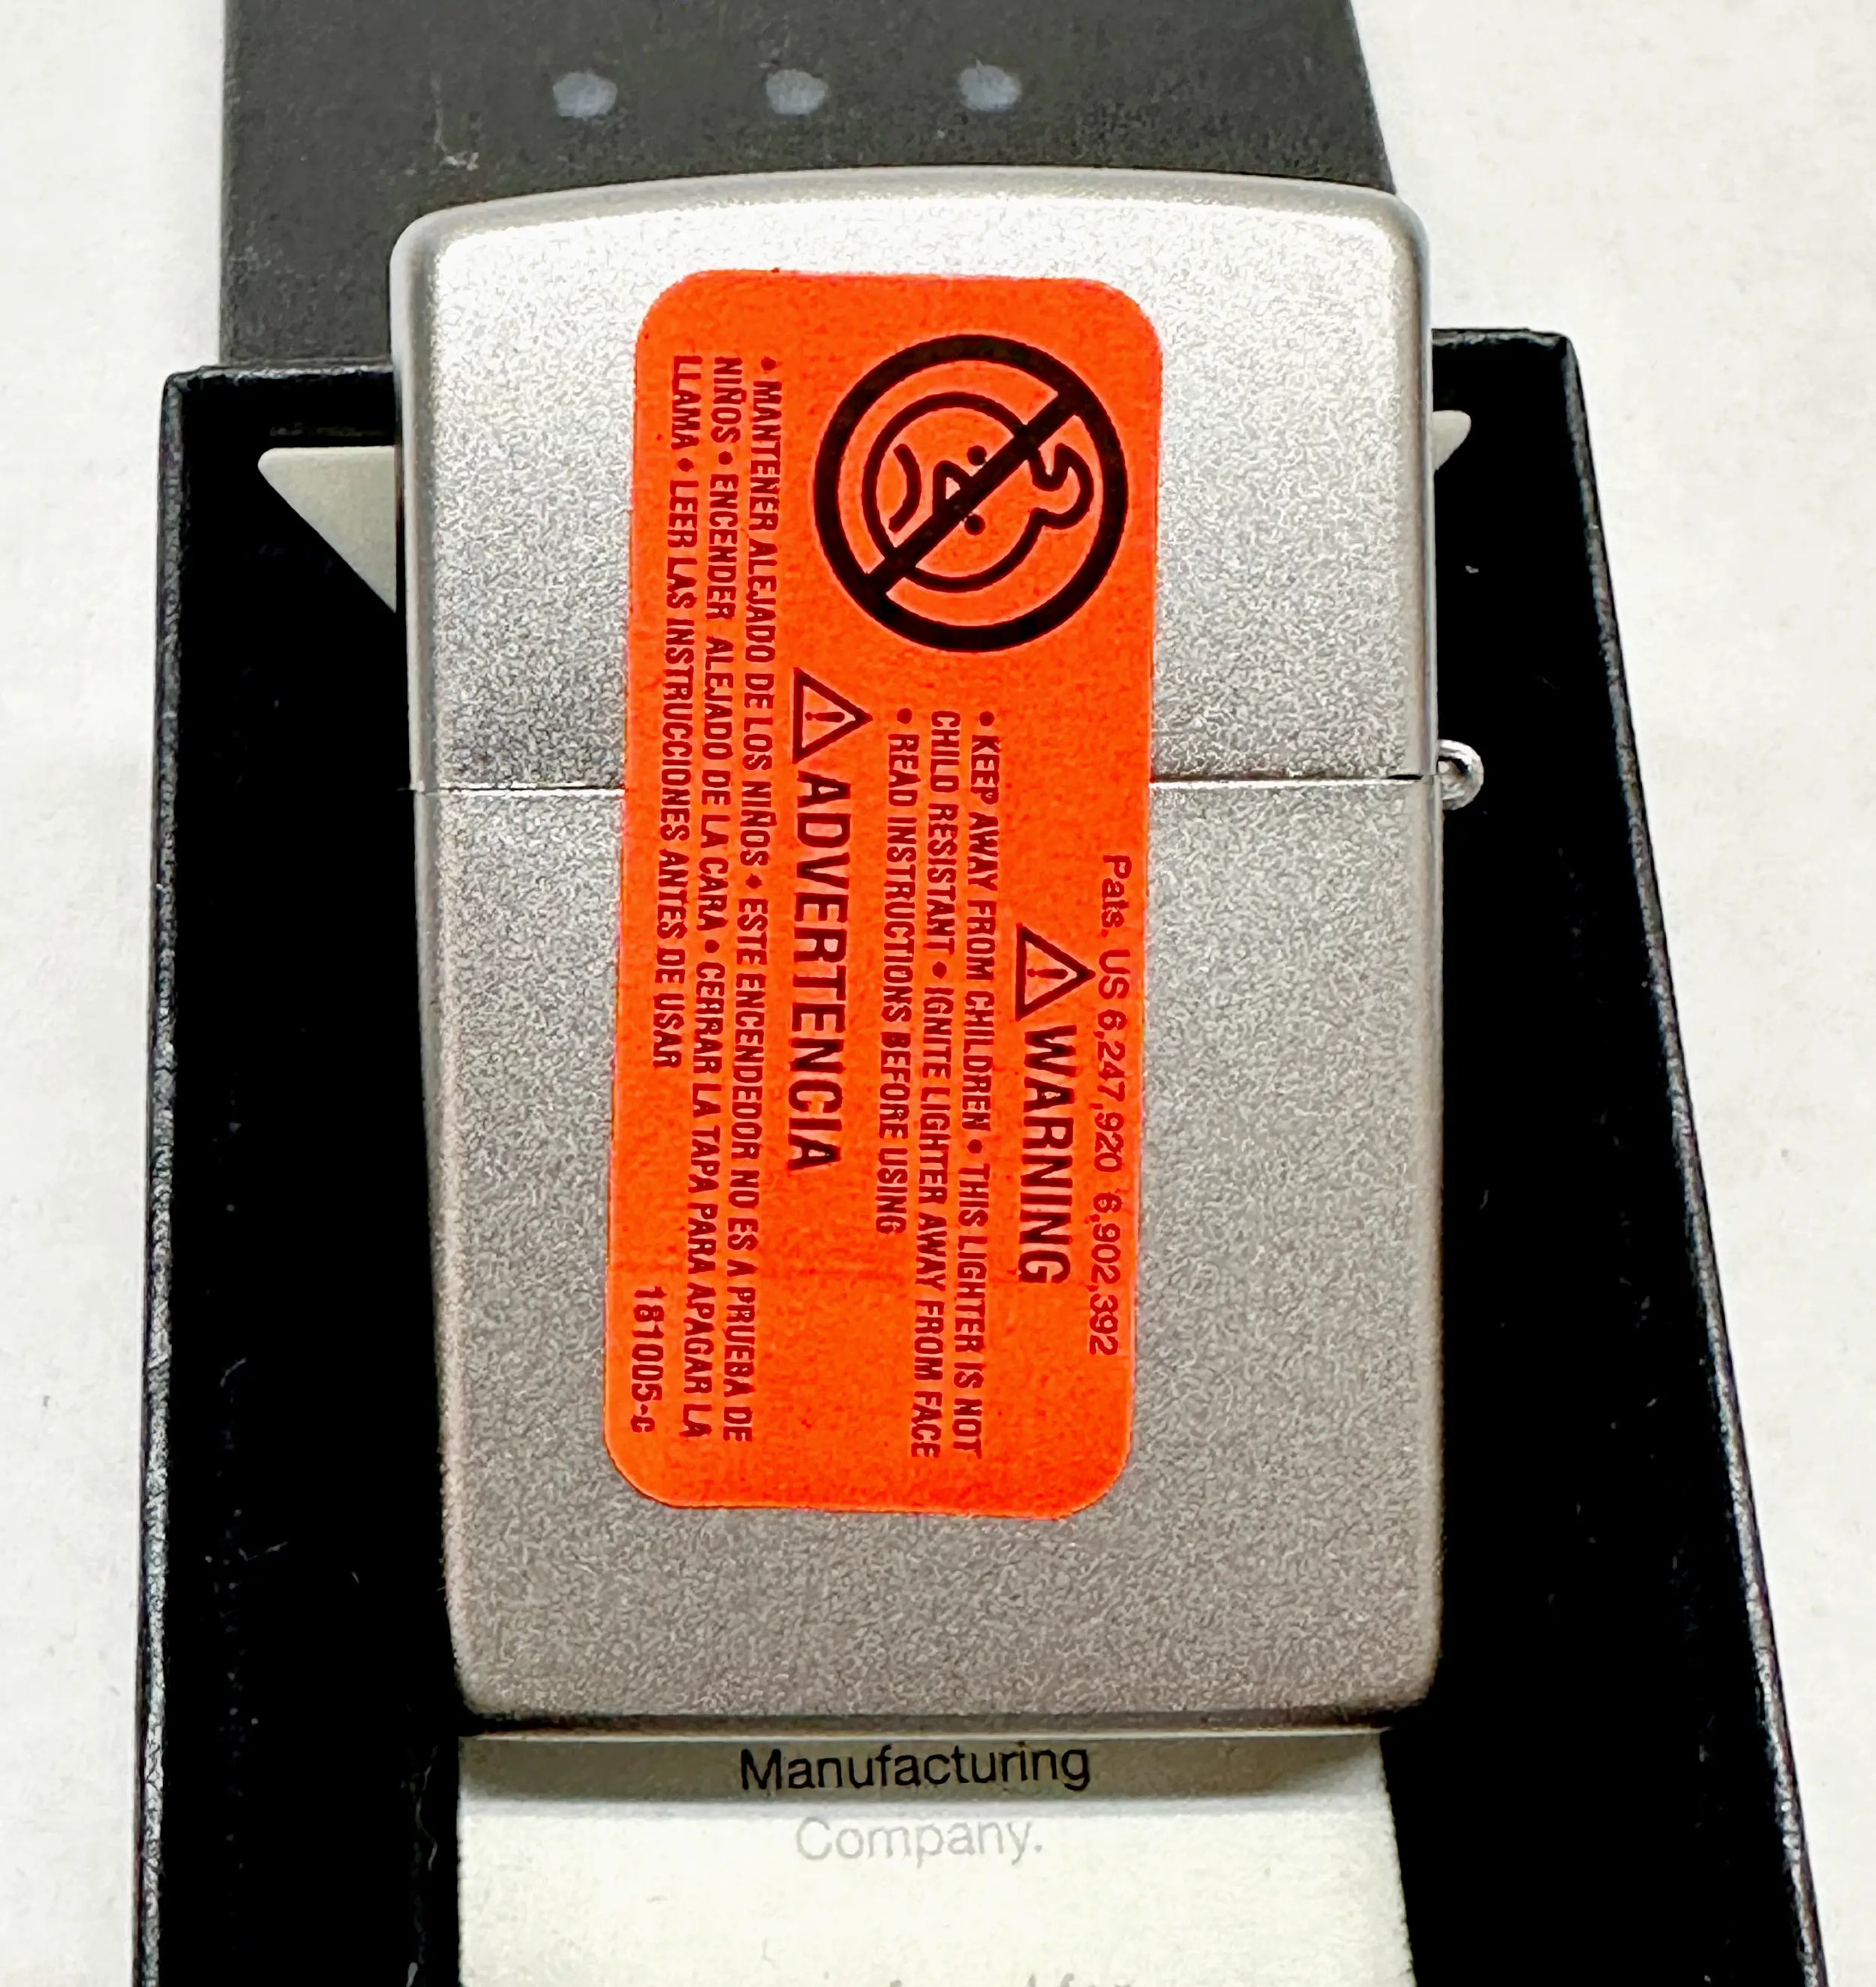 Pats. US 6,247,920 6,902,392
WARNING
• KEEP AWAY FROM CHILDREN • THIS LIGHTER IS NOT
CHILD RESISTANT • IGNITE LIGHTER AWAY FROM FACE
• READ INSTRUCTIONS BEFORE USING
ADVERTENCIA
• MANTENER ALEJADO DE LOS NIÑOS • ESTE ENCENDEDOR NO ES A PRUEBA DE
NIÑOS • ENCENDER ALEJADO DE LA CARA • CERRAR LA TAPA PARA APAGAR LA
LLAMA • LEER LAS INSTRUCCIONES ANTES DE USAR
181005-c
Manufacturing
Company.